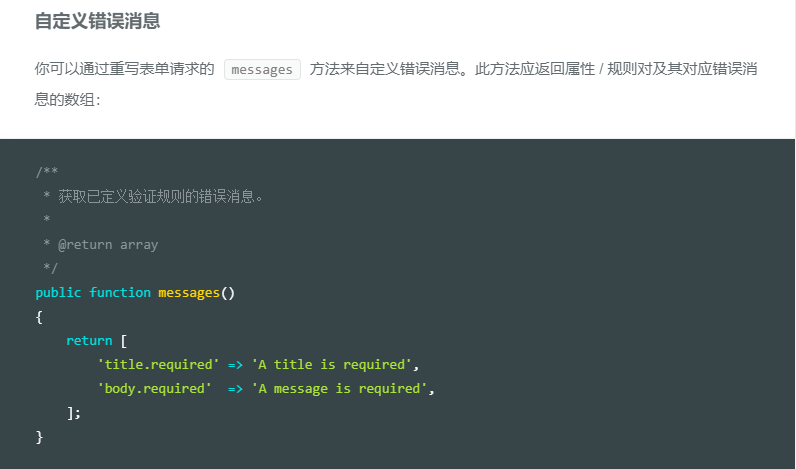 自定义错误消息
你可以通过重写表单请求的 messages 方法来自定义错误消息。此方法应返回属性 / 规则对及其对应错误消
息的数组：
/**
 * 获取已定义验证规则的错误消息。
 *
 * @return array
 */
public function messages()
{
    return [
        'title.required' => 'A title is required',
        'body.required'  => 'A message is required',
    ];
}